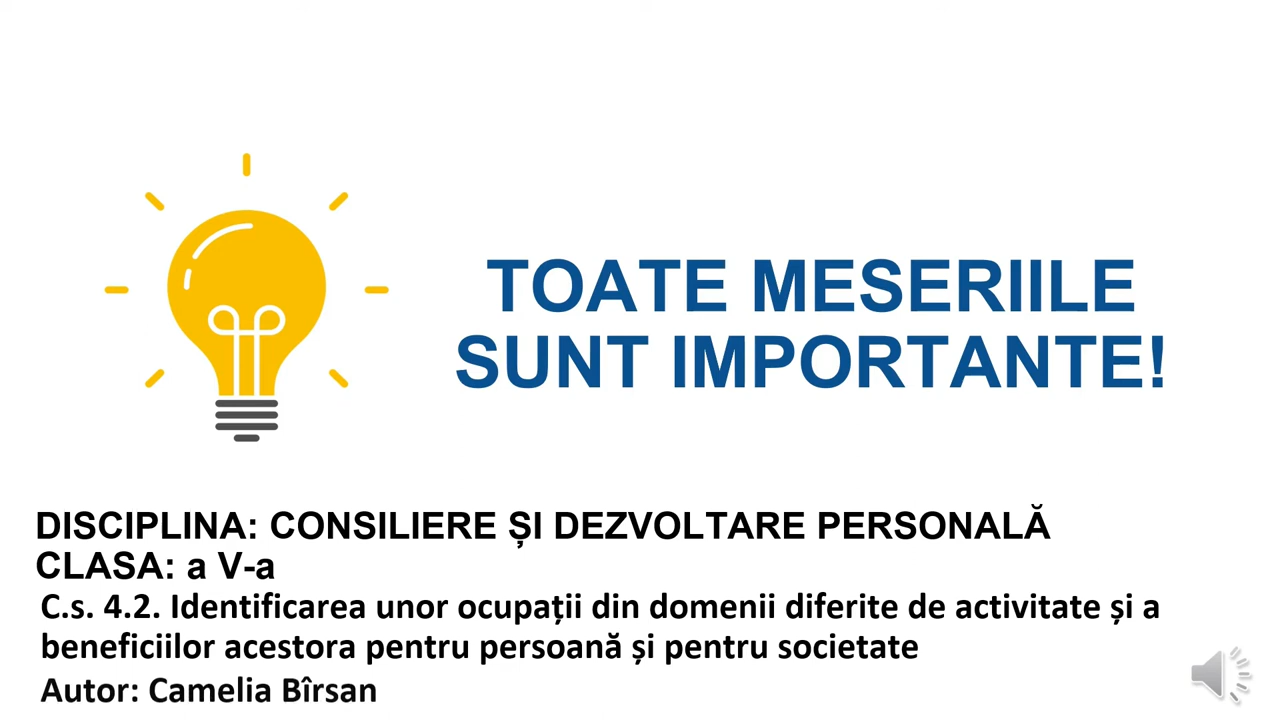 TOATE MESERIILE
SUNT IMPORTANTE!
DISCIPLINA: CONSILIERE ȘI DEZVOLTARE PERSONALĂ
CLASA: a V-a
C.s. 4.2. Identificarea unor ocupații din domenii diferite de activitate și a
beneficiilor acestora pentru persoană și pentru societate
Autor: Camelia Bîrsan